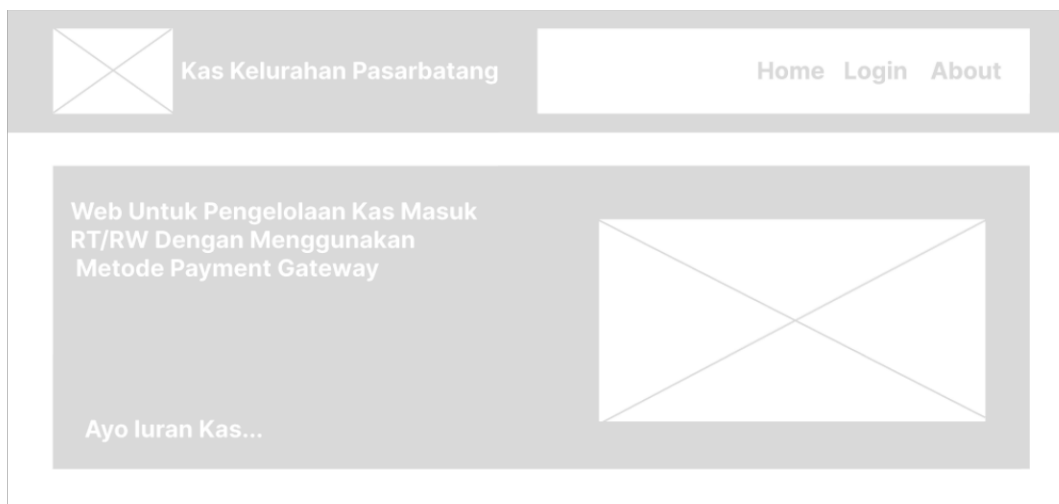 Kas Kelurahan Pasarbatang
Home Login About
Web Untuk Pengelolaan Kas Masuk
RT/RW Dengan Menggunakan
Metode Payment Gateway
Ayo Iuran Kas...